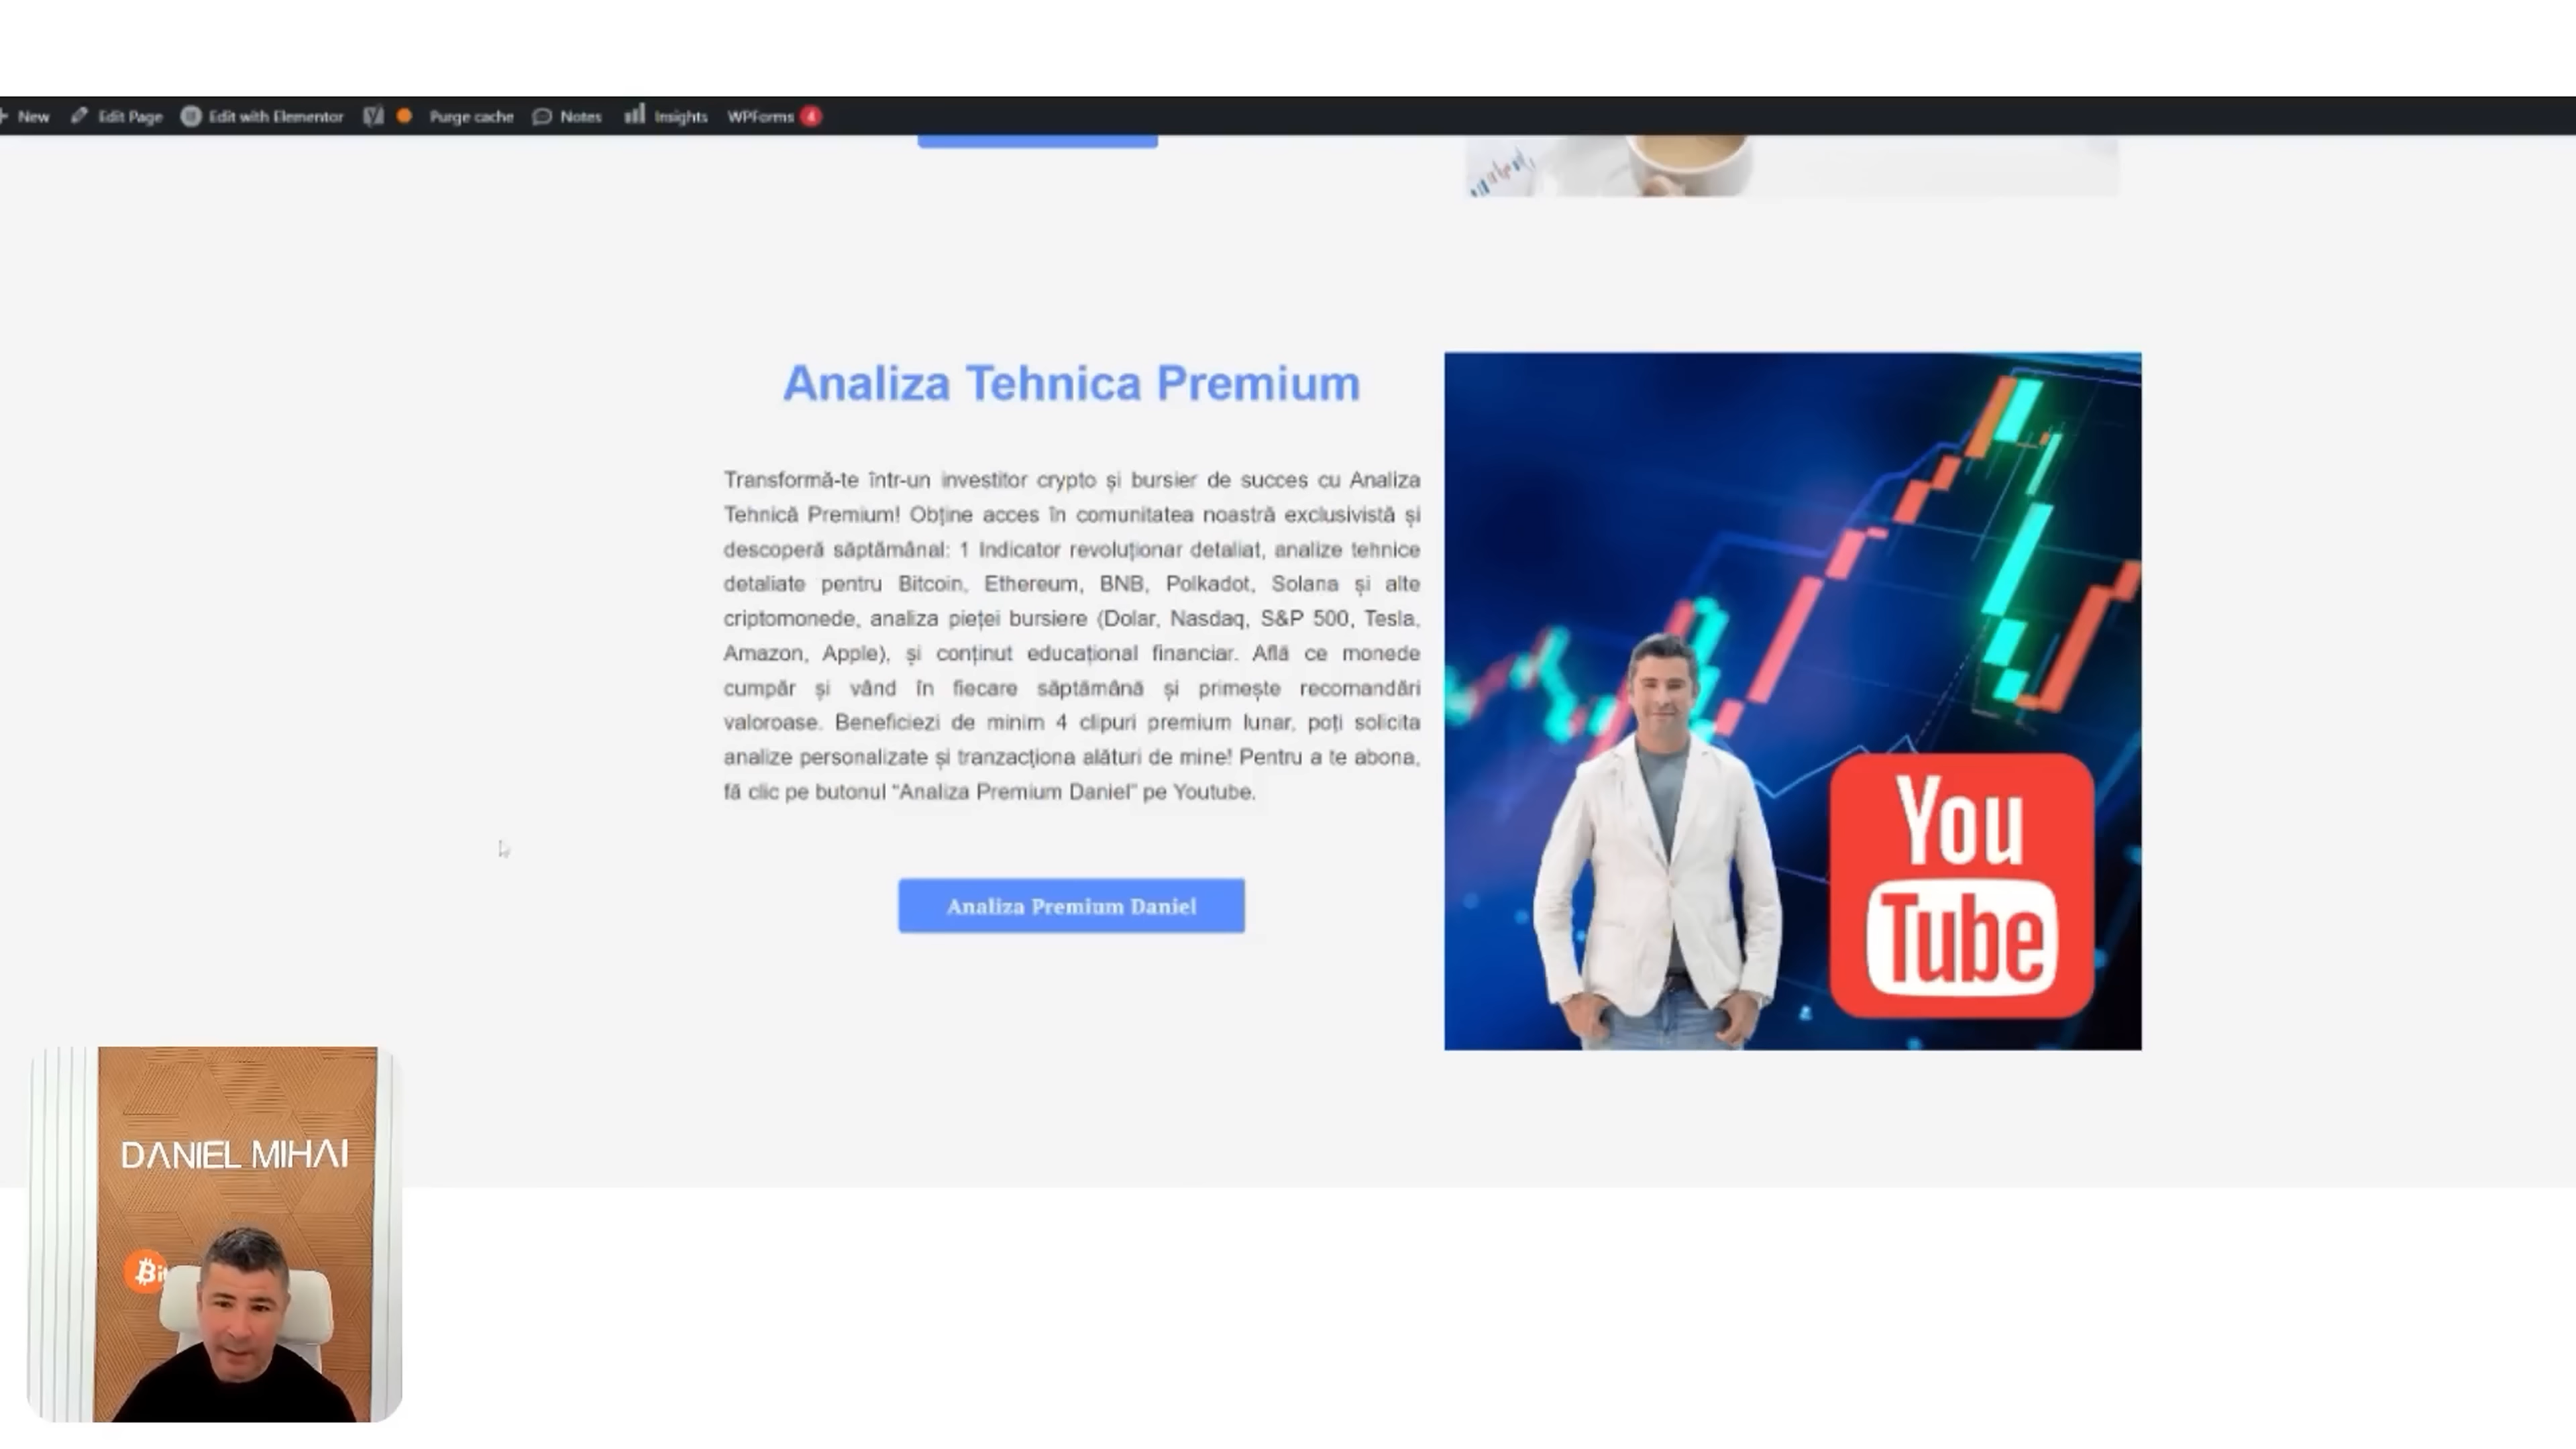 New Edit Page Edit with Elementor Purge cache Notes Insights WPForms 4
Analiza Tehnica Premium
Transformă-te într-un investitor crypto și bursier de succes cu Analiza
Tehnică Premium! Obține acces în comunitatea noastră exclusivistă și
descoperă săptămânal: 1 Indicator revoluționar detaliat, analize tehnice
detaliate pentru Bitcoin, Ethereum, BNB, Polkadot, Solana și alte
criptomonede, analiza pieței bursiere (Dolar, Nasdaq, S&P 500, Tesla,
Amazon, Apple), și conținut educațional financiar. Află ce monede
cumpăr și vând în fiecare săptămână și primește recomandări
valoroase. Beneficiezi de minim 4 clipuri premium lunar, poți solicita
analize personalizate și tranzacționa alături de mine! Pentru a te abona,
fă clic pe butonul “Analiza Premium Daniel” pe Youtube.
Analiza Premium Daniel
You
Tube
DANIEL MIHAI
Bit